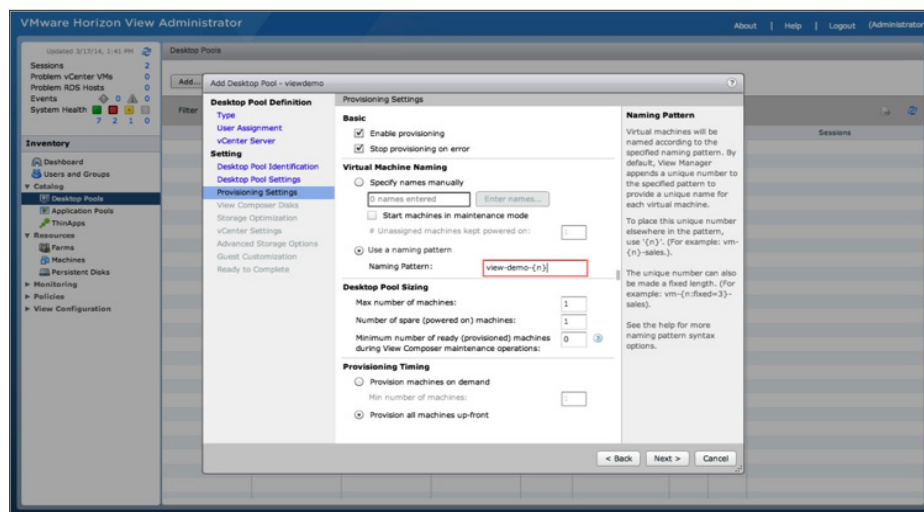 VMware Horizon View Administrator
About | Help | Logout (Administrator
Updated 3/17/14, 1:41 PM
Sessions 2
Problem vCenter VMs 0
Problem RDS Hosts 0
Events 0 0
System Health
7 2 1 0
Inventory
Dashboard
Users and Groups
Catalog
Desktop Pools
Application Pools
ThinApps
Resources
Farms
Machines
Persistent Disks
Monitoring
Policies
View Configuration
Desktop Pools
Add...
Filter
Sessions
Add Desktop Pool - viewdemo
?
Desktop Pool Definition
Type
User Assignment
vCenter Server
Setting
Desktop Pool Identification
Desktop Pool Settings
Provisioning Settings
View Composer Disks
Storage Optimization
vCenter Settings
Advanced Storage Options
Guest Customization
Ready to Complete
Provisioning Settings
Basic
Enable provisioning
Stop provisioning on error
Virtual Machine Naming
Specify names manually
0 names entered Enter names...
Start machines in maintenance mode
# Unassigned machines kept powered on: 1
Use a naming pattern
Naming Pattern: view-demo-{n}
Desktop Pool Sizing
Max number of machines: 1
Number of spare (powered on) machines: 1
Minimum number of ready (provisioned) machines
during View Composer maintenance operations: 0
Provisioning Timing
Provision machines on demand
Min number of machines: 1
Provision all machines up-front
Naming Pattern
Virtual machines will be
named according to the
specified naming pattern. By
default, View Manager
appends a unique number to
the specified pattern to
provide a unique name for
each virtual machine.
To place this unique number
elsewhere in the pattern,
use '{n}'. (For example: vm-
{n}-sales.).
The unique number can also
be made a fixed length. (For
example: vm-{n:fixed=3}-
sales).
See the help for more
naming pattern syntax
options.
< Back Next > Cancel